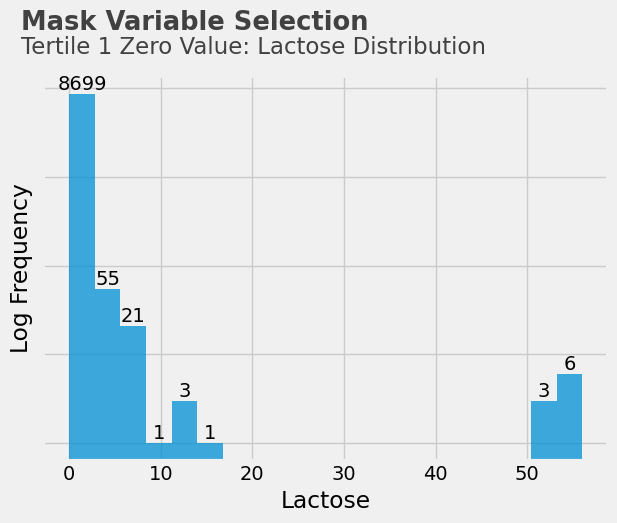 Mask Variable Selection
Tertile 1 Zero Value: Lactose Distribution
8699
55
21
1
3
1
3
6
Log Frequency
0 10 20 30 40 50
Lactose